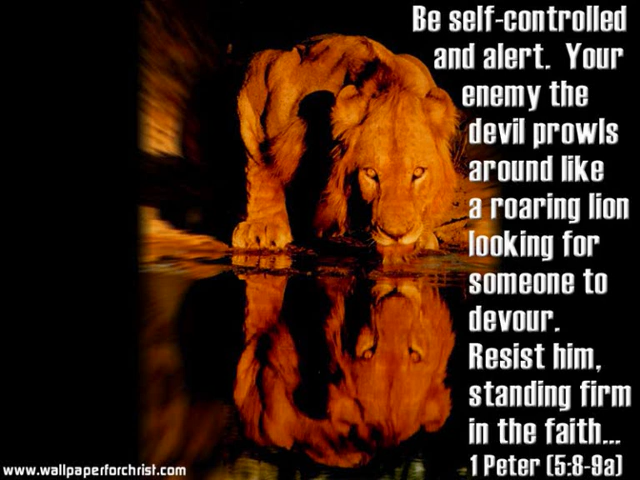 Be self-controlled
and alert. Your
enemy the
devil prowls
around like
a roaring lion
looking for
someone to
devour.
Resist him,
standing firm
in the faith...
1 Peter (5:8-9a)
www.wallpaperforchrist.com